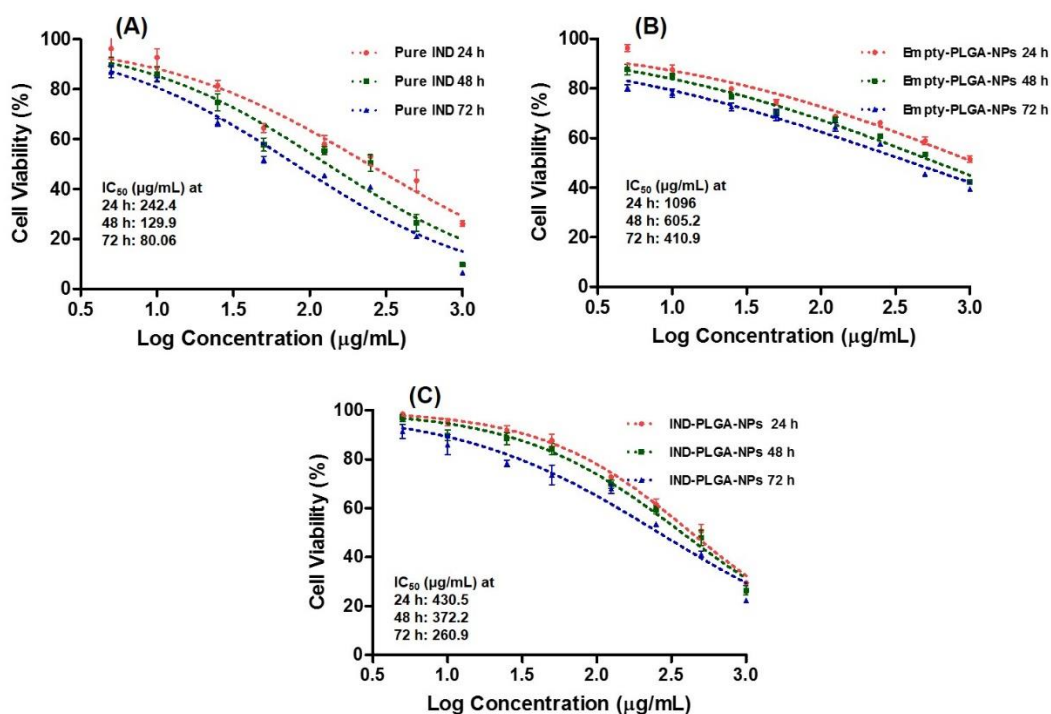 (A)
Pure IND 24 h
Pure IND 48 h
Pure IND 72 h
100
80
60
40
20
0
Cell Viability (%)
IC₅₀ (µg/mL) at
24 h: 242.4
48 h: 129.9
72 h: 80.06
0.5 1.0 1.5 2.0 2.5 3.0
Log Concentration (µg/mL)
(B)
Empty-PLGA-NPs 24 h
Empty-PLGA-NPs 48 h
Empty-PLGA-NPs 72 h
100
80
60
40
20
0
Cell Viability (%)
IC₅₀ (µg/mL) at
24 h: 1096
48 h: 605.2
72 h: 410.9
0.5 1.0 1.5 2.0 2.5 3.0
Log Concentration (µg/mL)
(C)
IND-PLGA-NPs 24 h
IND-PLGA-NPs 48 h
IND-PLGA-NPs 72 h
100
80
60
40
20
0
Cell Viability (%)
IC₅₀ (µg/mL) at
24 h: 430.5
48 h: 372.2
72 h: 260.9
0.5 1.0 1.5 2.0 2.5 3.0
Log Concentration (µg/mL)